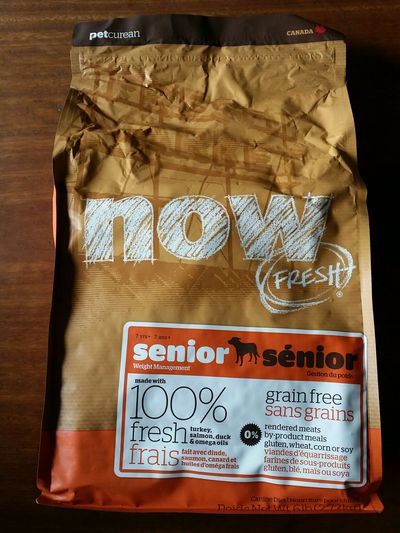 petcurean
CANADA
now
FRESH
senior sénior
Weight Management
Gestion du poids
made with
100%
fresh
frais
turkey,
salmon, duck
& omega oils
fait avec dinde,
saumon, canard et
huiles d'oméga frais
0%
grain free
sans grains
rendered meats
by-product meals
gluten, wheat, corn or soy
viandes d'équarrissage
farines de sous-produits
gluten, blé, maïs ou soya